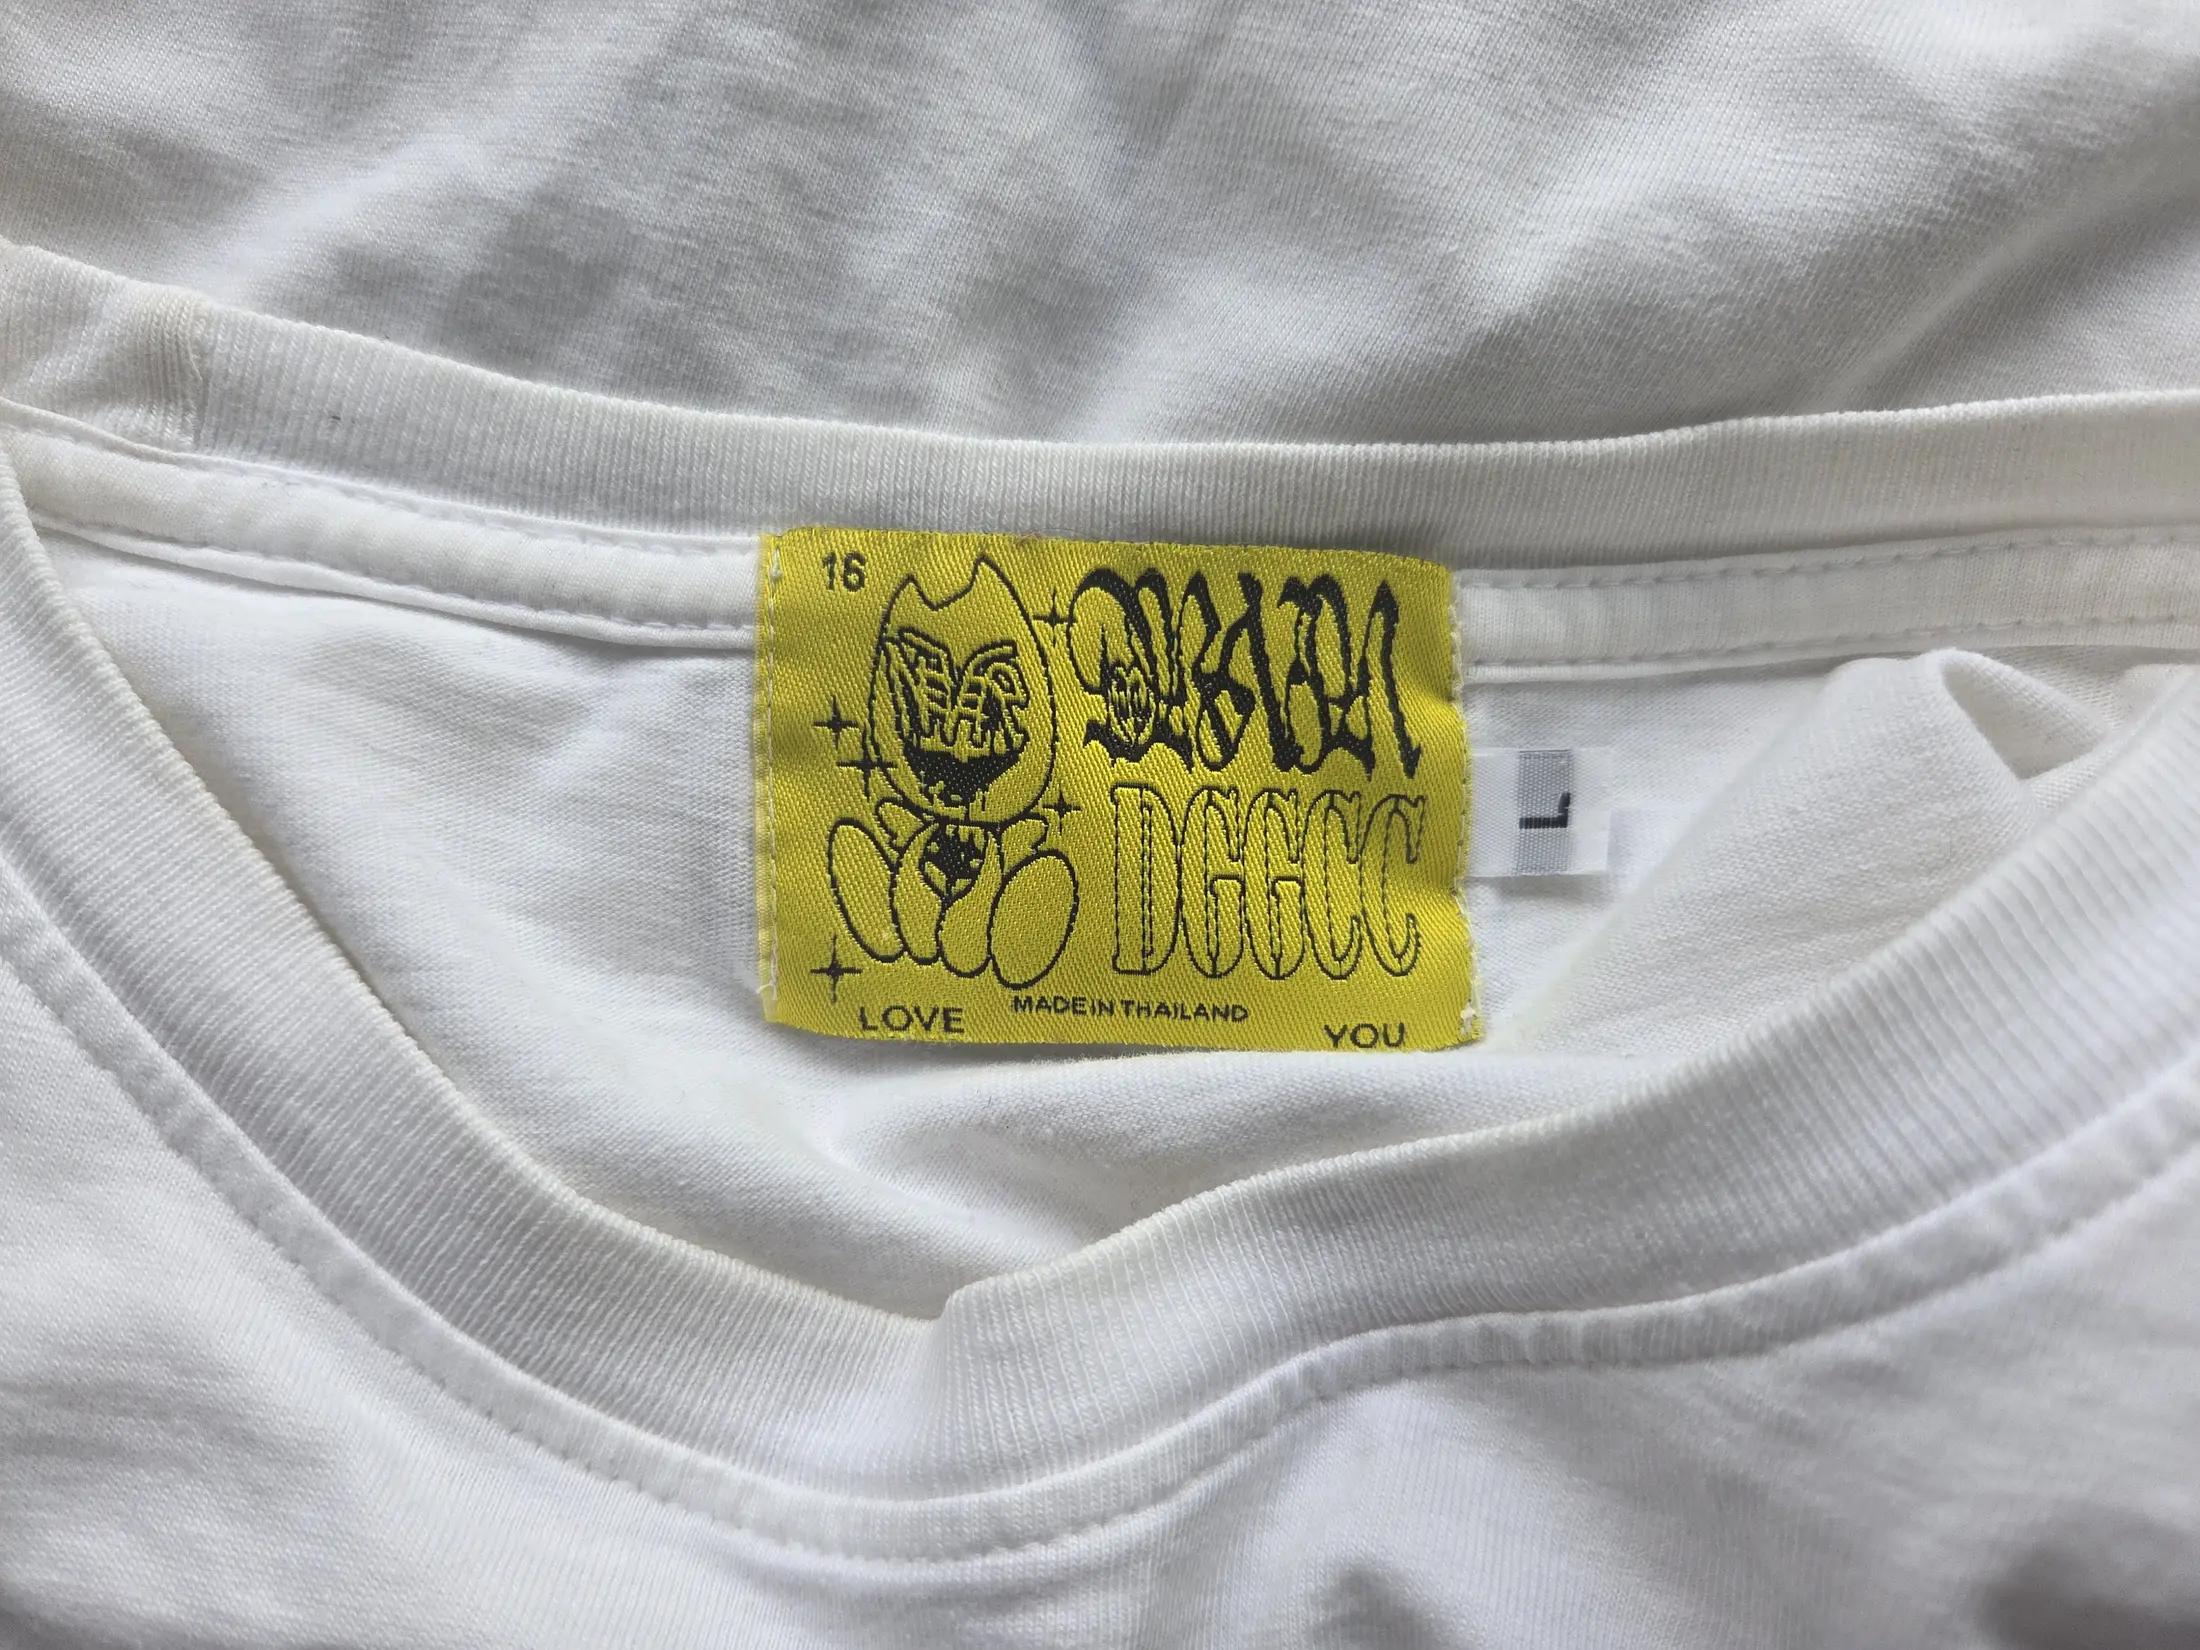 16
DGGCC
MADE IN THAILAND
LOVE YOU
L